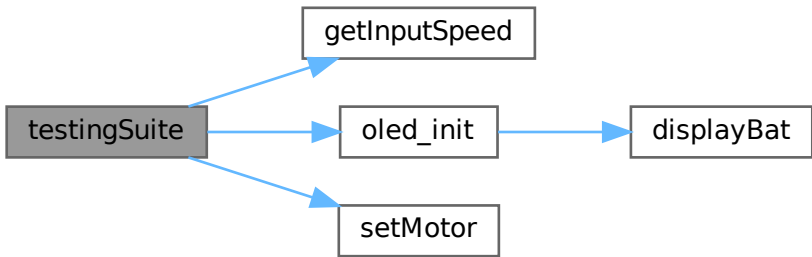 getInputSpeed
testingSuite
oled_init
displayBat
setMotor